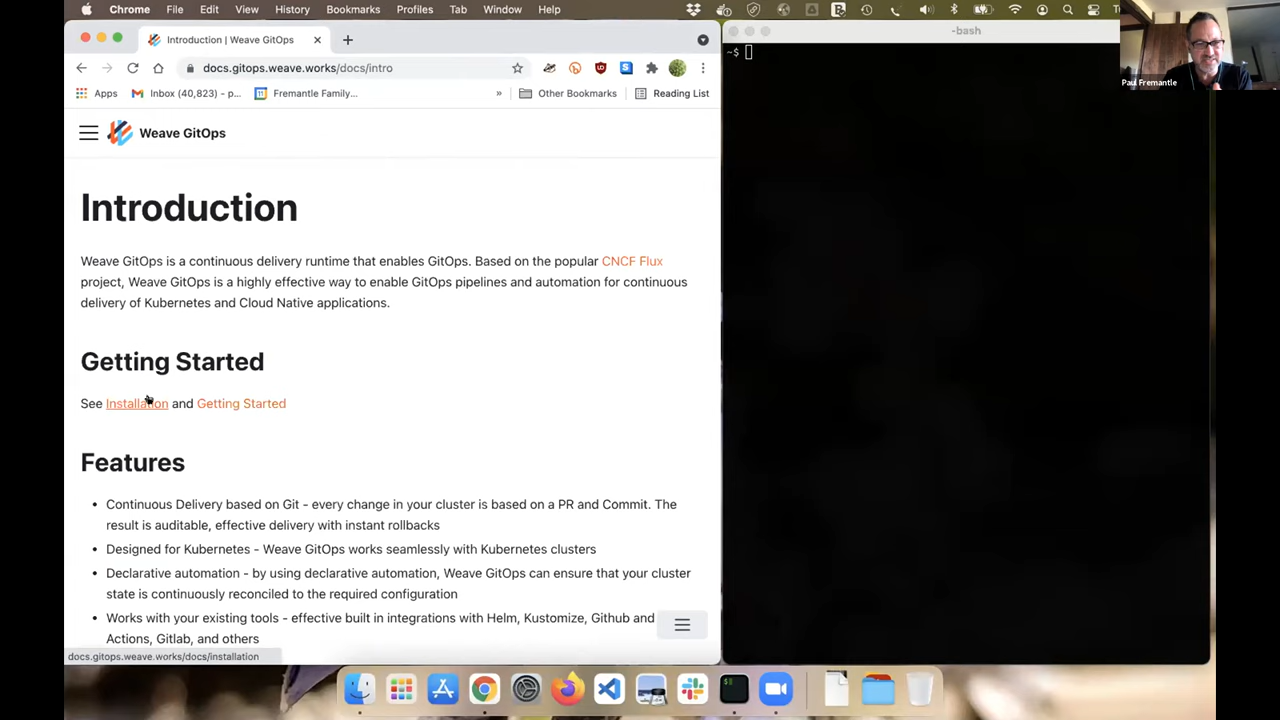 Chrome File Edit View History Bookmarks Profiles Tab Window Help
Introduction | Weave GitOps
-bash
docs.gitops.weave.works/docs/intro
~$
Paul Fremantle
Apps Inbox (40,823) - p... Fremantle Family... » Other Bookmarks Reading List
Weave GitOps
Introduction
Weave GitOps is a continuous delivery runtime that enables GitOps. Based on the popular CNCF Flux
project, Weave GitOps is a highly effective way to enable GitOps pipelines and automation for continuous
delivery of Kubernetes and Cloud Native applications.
Getting Started
See Installation and Getting Started
Features
• Continuous Delivery based on Git - every change in your cluster is based on a PR and Commit. The
result is auditable, effective delivery with instant rollbacks
• Designed for Kubernetes - Weave GitOps works seamlessly with Kubernetes clusters
• Declarative automation - by using declarative automation, Weave GitOps can ensure that your cluster
state is continuously reconciled to the required configuration
• Works with your existing tools - effective built in integrations with Helm, Kustomize, Github and
Actions, Gitlab, and others
docs.gitops.weave.works/docs/installation